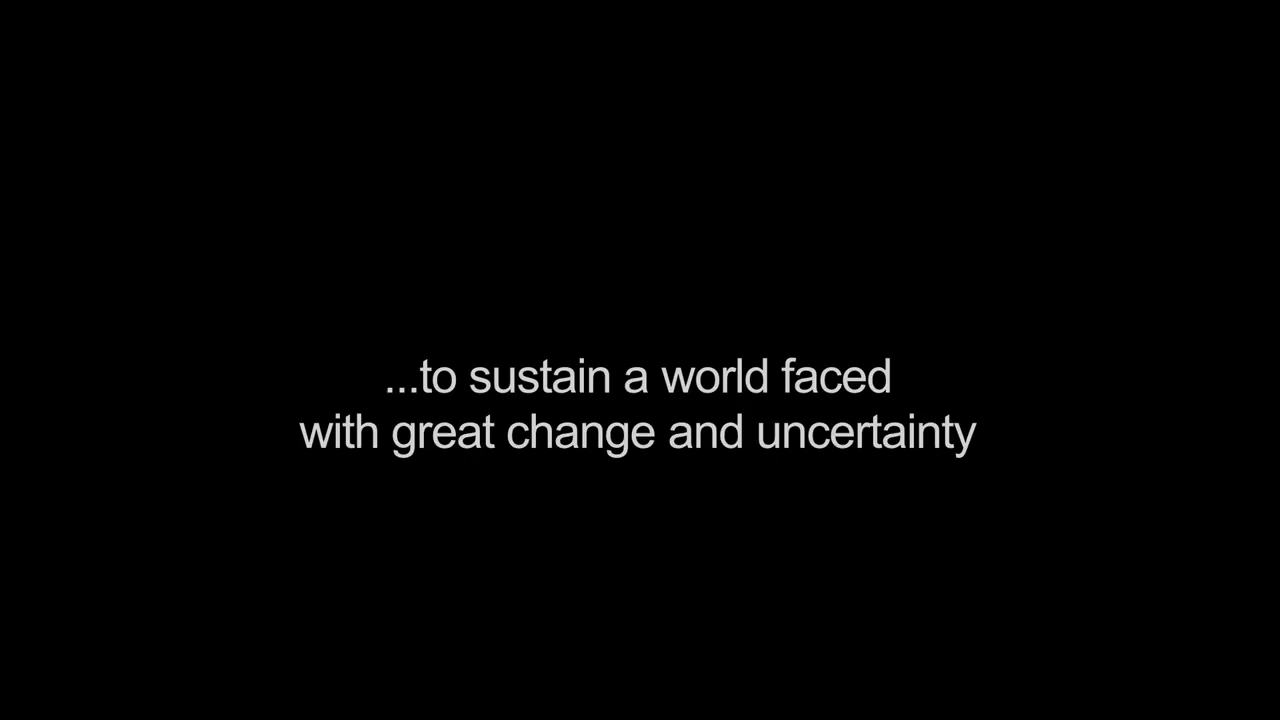 ...to sustain a world faced
with great change and uncertainty